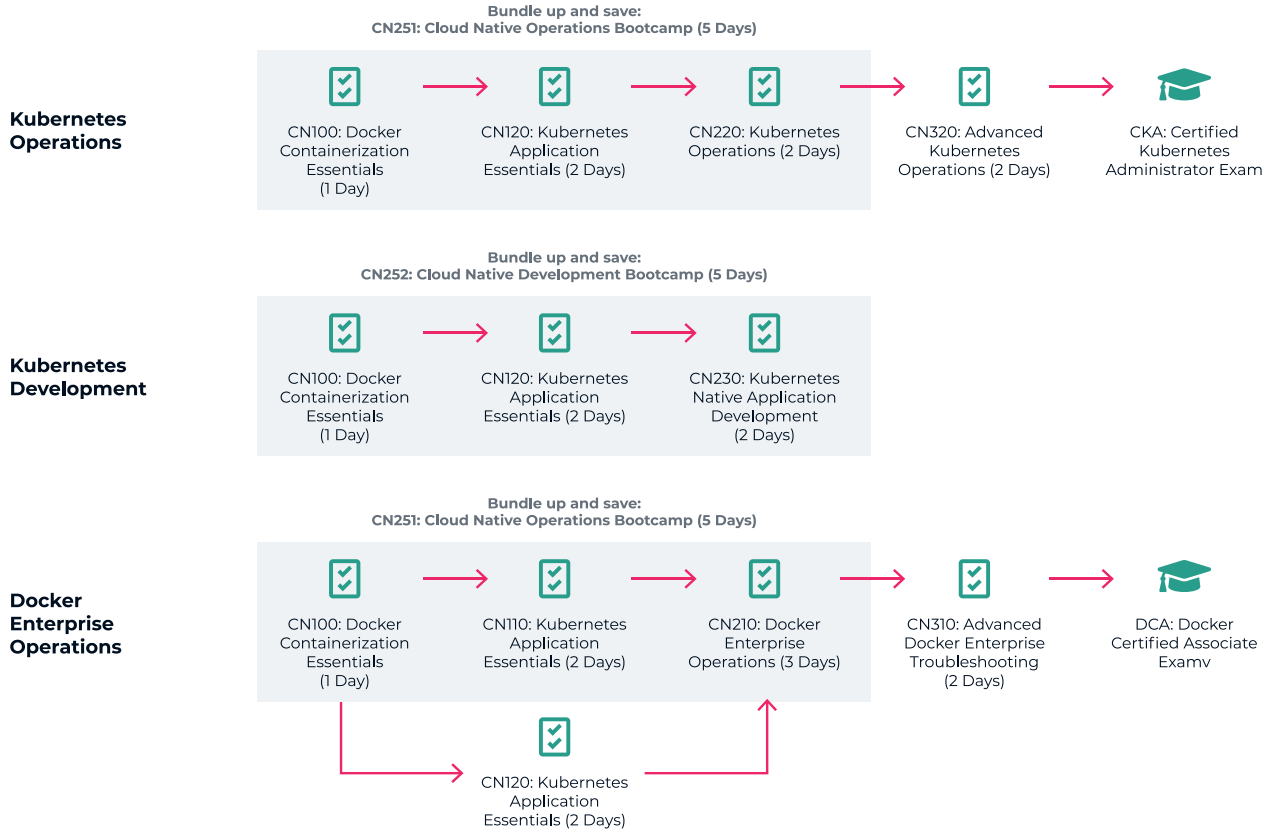 Bundle up and save:
CN251: Cloud Native Operations Bootcamp (5 Days)
Kubernetes
Operations
CN100: Docker
Containerization
Essentials
(1 Day)
CN120: Kubernetes
Application
Essentials (2 Days)
CN220: Kubernetes
Operations (2 Days)
CN320: Advanced
Kubernetes
Operations (2 Days)
CKA: Certified
Kubernetes
Administrator Exam
Bundle up and save:
CN252: Cloud Native Development Bootcamp (5 Days)
Kubernetes
Development
CN100: Docker
Containerization
Essentials
(1 Day)
CN120: Kubernetes
Application
Essentials (2 Days)
CN230: Kubernetes
Native Application
Development
(2 Days)
Bundle up and save:
CN251: Cloud Native Operations Bootcamp (5 Days)
Docker
Enterprise
Operations
CN100: Docker
Containerization
Essentials
(1 Day)
CN110: Kubernetes
Application
Essentials (2 Days)
CN210: Docker
Enterprise
Operations (3 Days)
CN310: Advanced
Docker Enterprise
Troubleshooting
(2 Days)
DCA: Docker
Certified Associate
Examv
CN120: Kubernetes
Application
Essentials (2 Days)